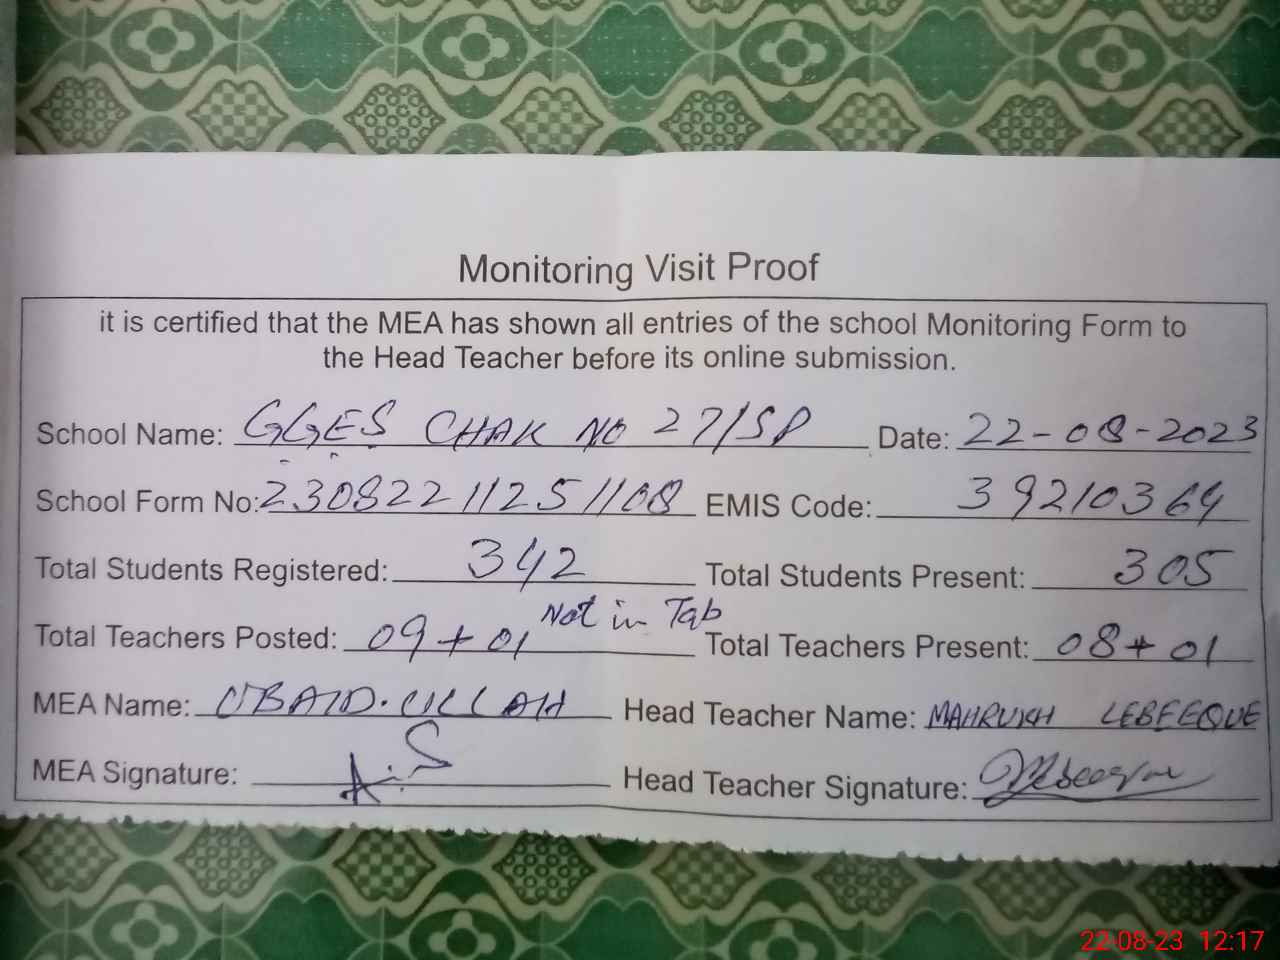 Monitoring Visit Proof
it is certified that the MEA has shown all entries of the school Monitoring Form to
the Head Teacher before its online submission.
School Name: GGES CHAK NO 27/SP Date: 22-08-2023
School Form No: 23082211251108 EMIS Code: 39210364
Total Students Registered: 342 Total Students Present: 305
Not in Tab
Total Teachers Posted: 09+01 Total Teachers Present: 08+01
MEA Name: UBAID.ULLAH Head Teacher Name: MAHRUKH LEBEEQUE
MEA Signature: Head Teacher Signature:
22-08-23 12:17